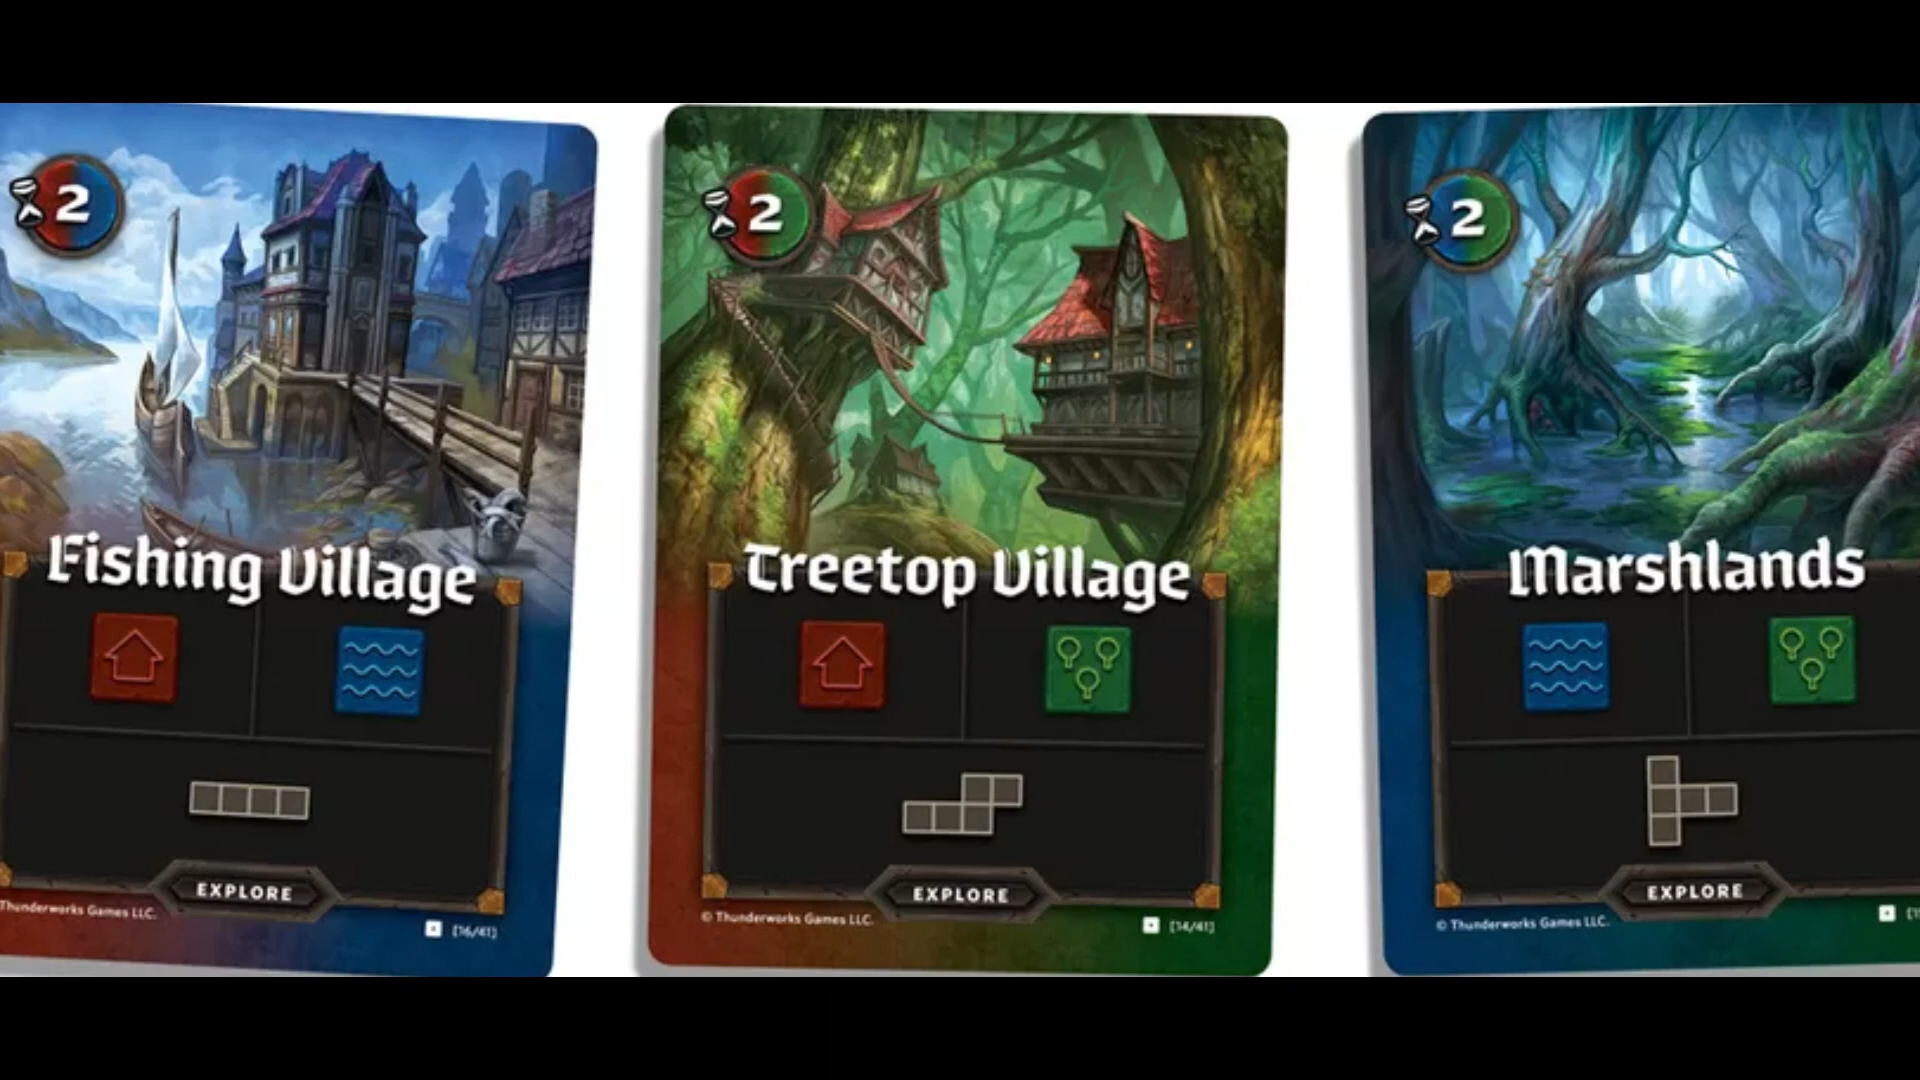 2
Fishing Village
EXPLORE
Thunderworks Games LLC.
[16/41]
2
Treetop Village
EXPLORE
© Thunderworks Games LLC.
[14/41]
2
Marshlands
EXPLORE
© Thunderworks Games LLC.